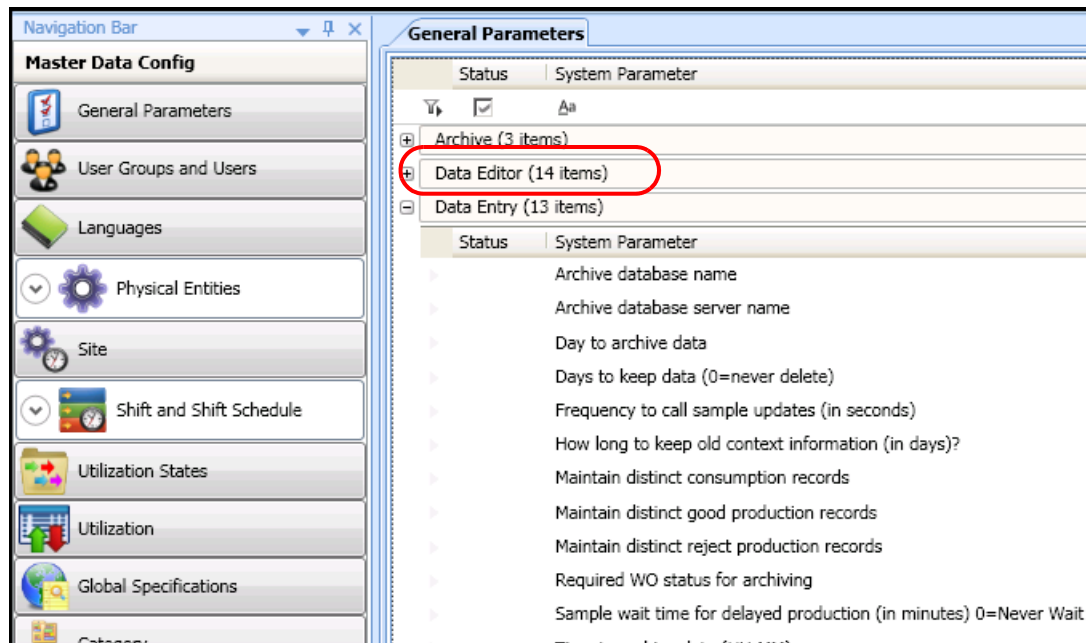 Navigation Bar
Master Data Config
General Parameters
User Groups and Users
Languages
Physical Entities
Site
Shift and Shift Schedule
Utilization States
Utilization
Global Specifications
General Parameters
Status System Parameter
Aa
Archive (3 items)
Data Editor (14 items)
Data Entry (13 items)
Status System Parameter
Archive database name
Archive database server name
Day to archive data
Days to keep data (0=never delete)
Frequency to call sample updates (in seconds)
How long to keep old context information (in days)?
Maintain distinct consumption records
Maintain distinct good production records
Maintain distinct reject production records
Required WO status for archiving
Sample wait time for delayed production (in minutes) 0=Never Wait